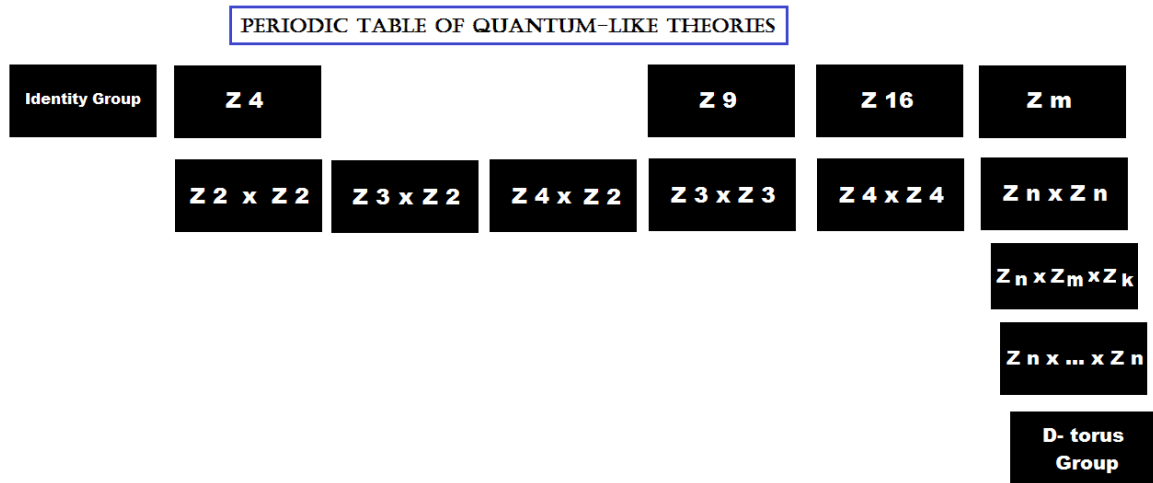 PERIODIC TABLE OF QUANTUM-LIKE THEORIES
Identity Group
Z 4
Z 9
Z 16
Z m
Z 2 x Z 2
Z 3 x Z 2
Z 4 x Z 2
Z 3 x Z 3
Z 4 x Z 4
Z n x Z n
Z n x Z m x Z k
Z n x ... x Z n
D- torus
Group